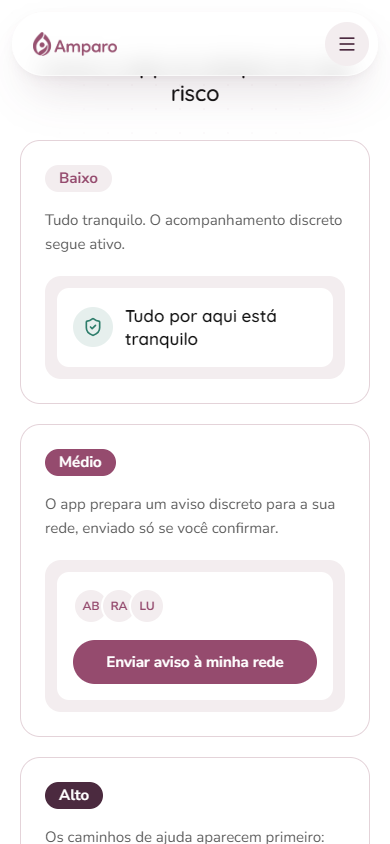 Amparo
risco
Baixo
Tudo tranquilo. O acompanhamento discreto
segue ativo.
Tudo por aqui está
tranquilo
Médio
O app prepara um aviso discreto para a sua
rede, enviado só se você confirmar.
AB RA LU
Enviar aviso à minha rede
Alto
Os caminhos de ajuda aparecem primeiro: